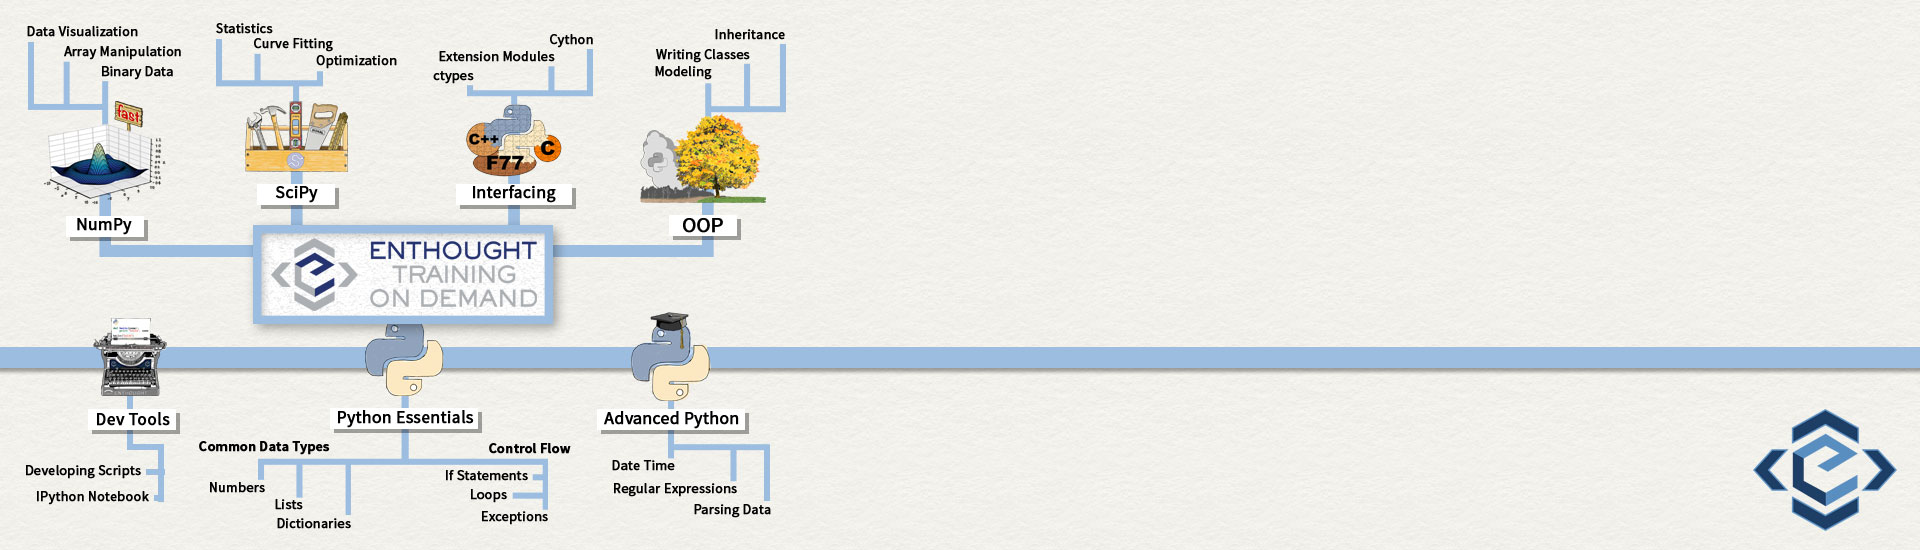 Data Visualization
Array Manipulation
Binary Data
fast
NumPy
Statistics
Curve Fitting
Optimization
SciPy
Cython
Extension Modules
ctypes
C++
C
F77
Interfacing
Inheritance
Writing Classes
Modeling
OOP
ENTHOUGHT
TRAINING
ON DEMAND
Dev Tools
Developing Scripts
IPython Notebook
Python Essentials
Common Data Types
Numbers
Lists
Dictionaries
Control Flow
If Statements
Loops
Exceptions
Advanced Python
Date Time
Regular Expressions
Parsing Data